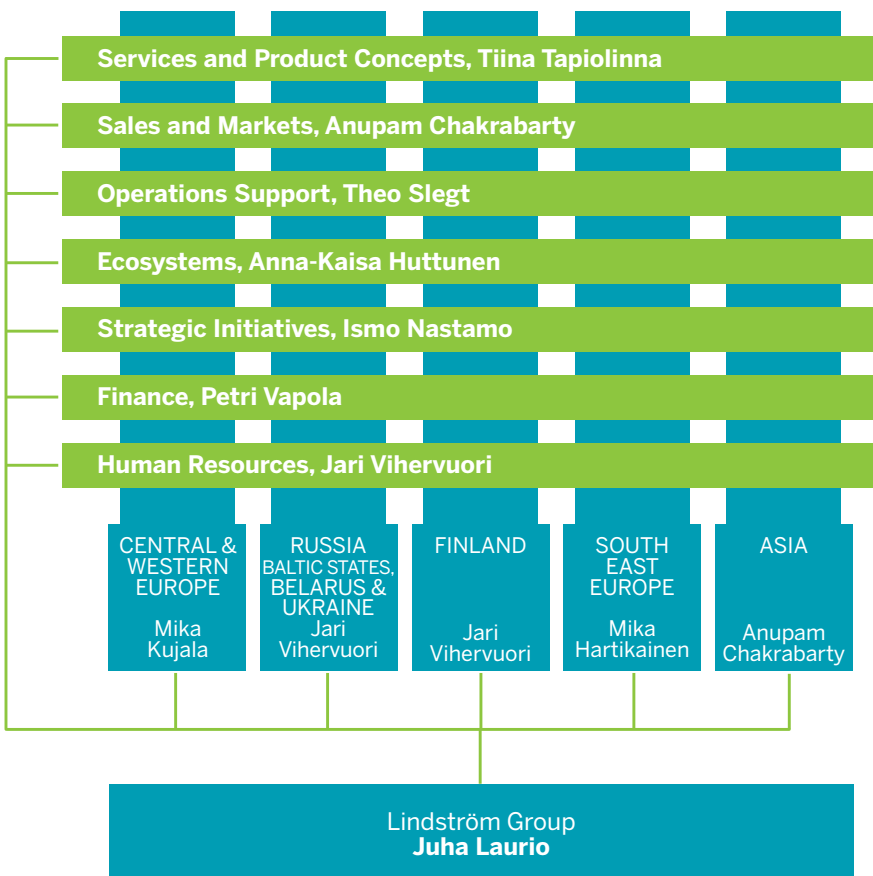 Services and Product Concepts, Tiina Tapiolinna
Sales and Markets, Anupam Chakrabarty
Operations Support, Theo Slegt
Ecosystems, Anna-Kaisa Huttunen
Strategic Initiatives, Ismo Nastamo
Finance, Petri Vapola
Human Resources, Jari Vihervuori
CENTRAL &
WESTERN
EUROPE
Mika
Kujala
RUSSIA
BALTIC STATES,
BELARUS &
UKRAINE
Jari
Vihervuori
FINLAND
Jari
Vihervuori
SOUTH
EAST
EUROPE
Mika
Hartikainen
ASIA
Anupam
Chakrabarty
Lindström Group
Juha Laurio